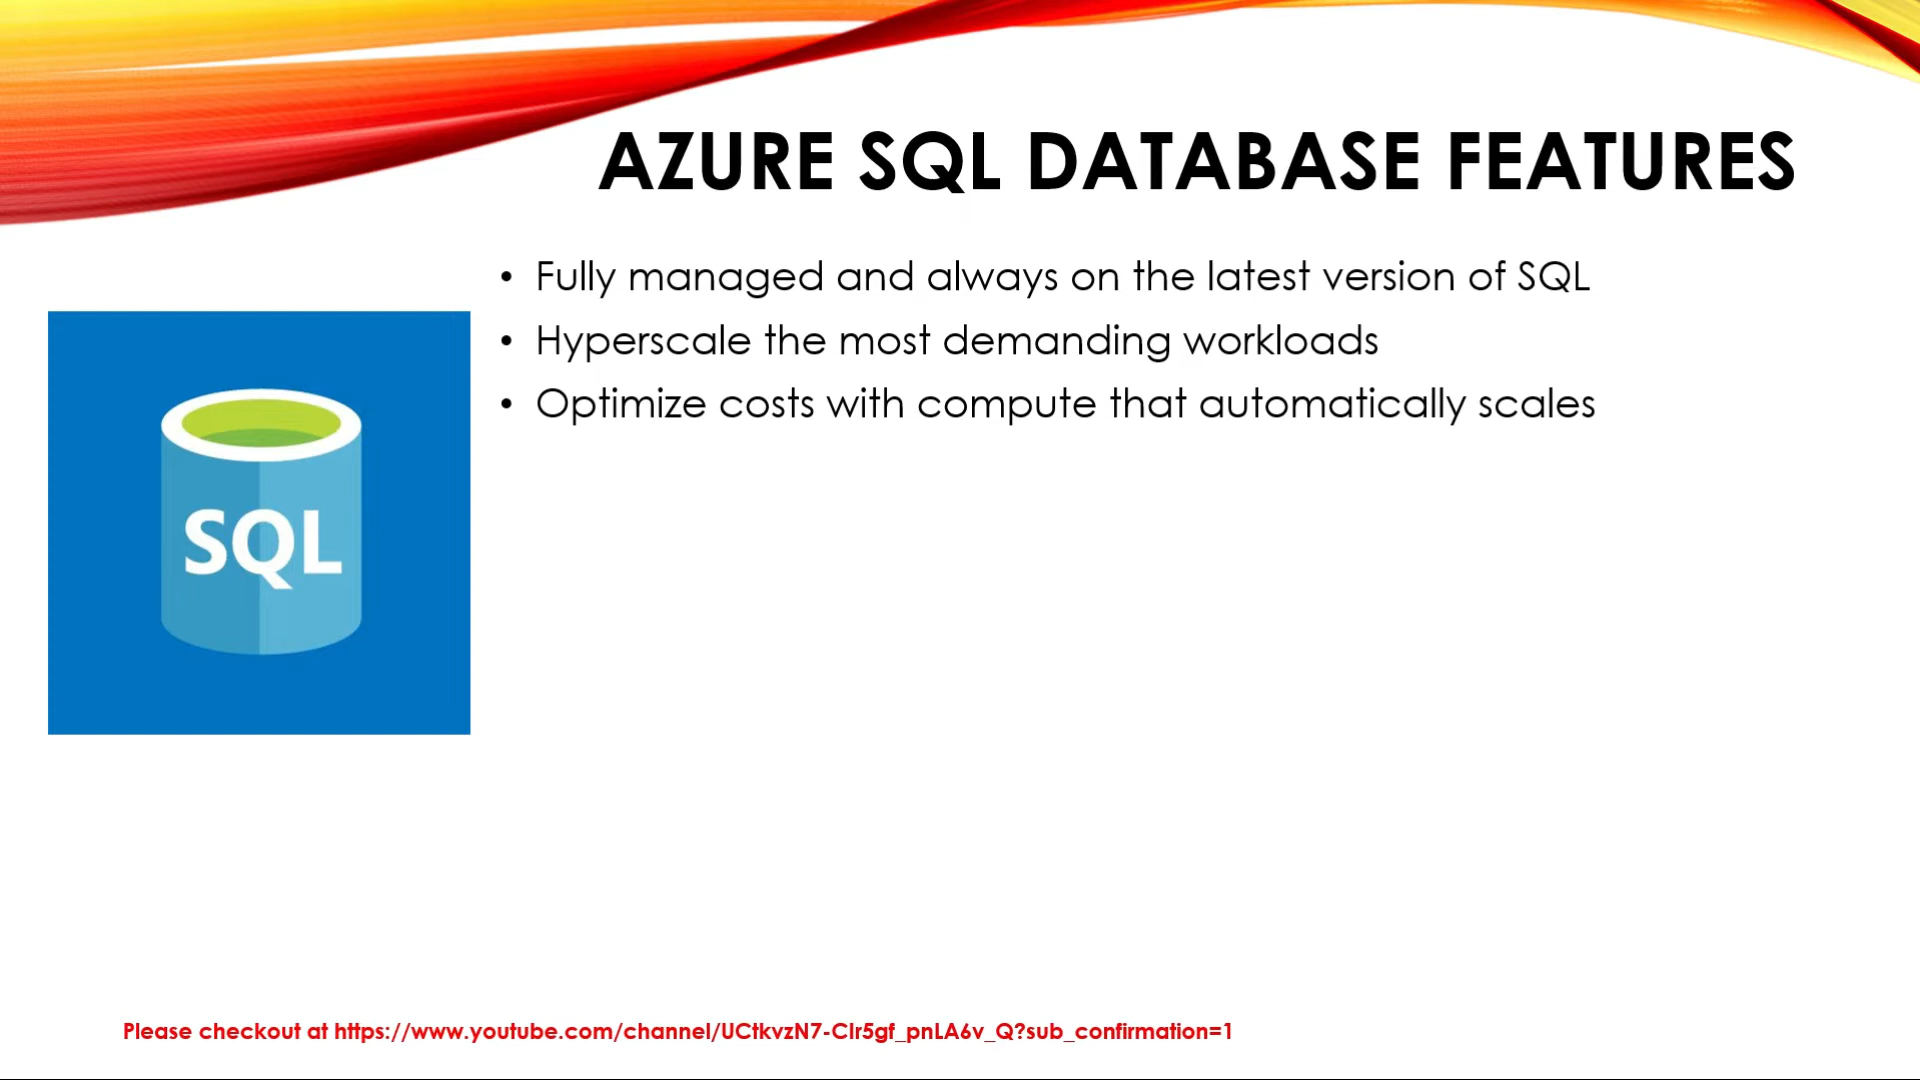 AZURE SQL DATABASE FEATURES
• Fully managed and always on the latest version of SQL
• Hyperscale the most demanding workloads
• Optimize costs with compute that automatically scales
SQL
Please checkout at https://www.youtube.com/channel/UCtkvzN7-CIr5gf_pnLA6v_Q?sub_confirmation=1